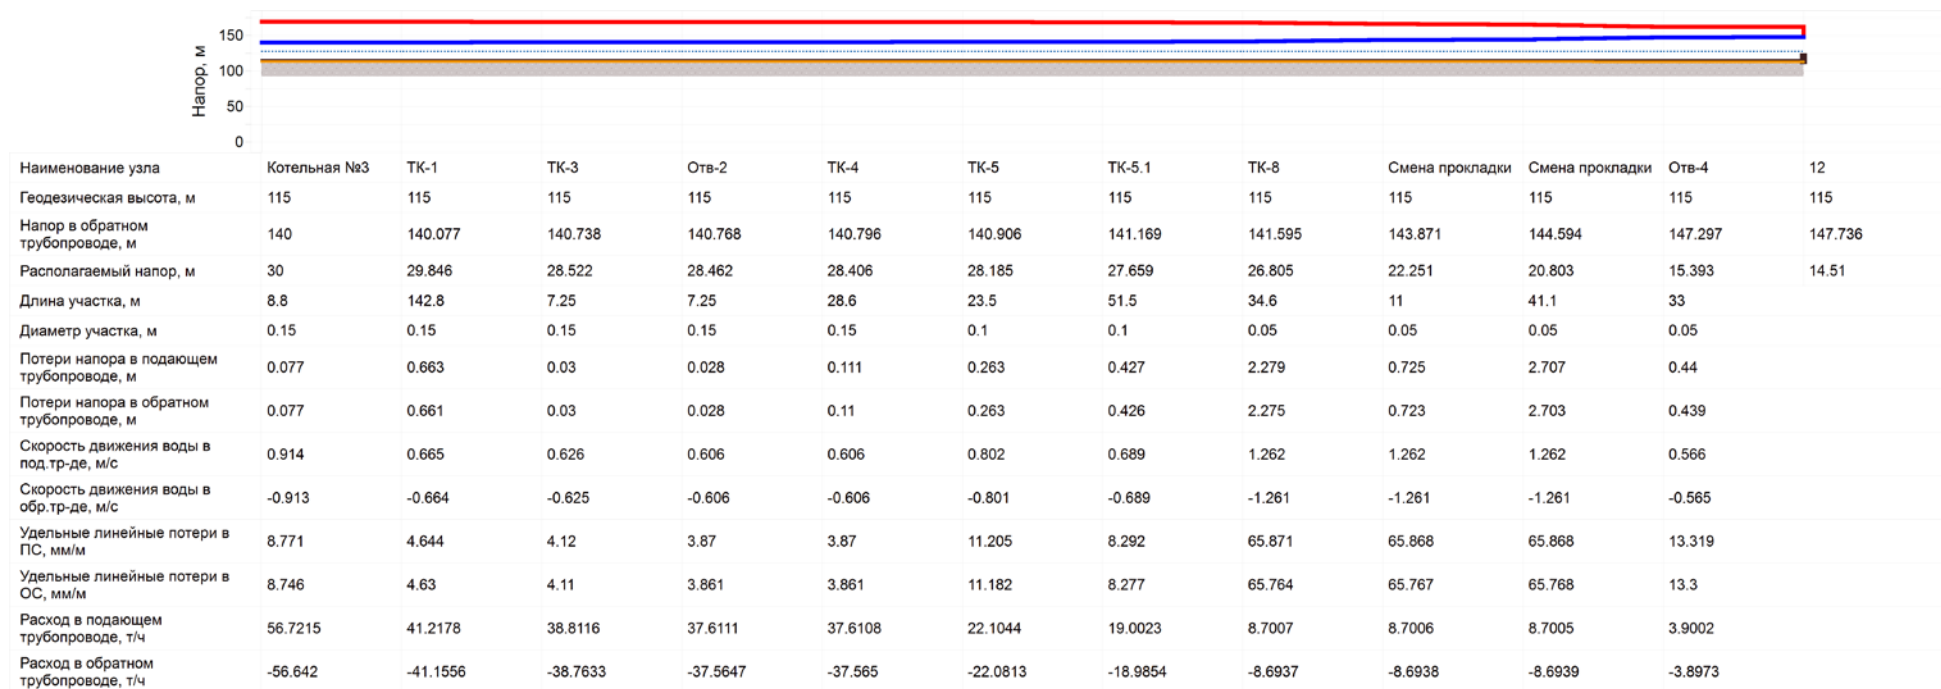 150
100
50
0
Напор, м
Наименование узла Котельная №3 ТК-1 ТК-3 Отв-2 ТК-4 ТК-5 ТК-5.1 ТК-8 Смена прокладки Смена прокладки Отв-4 12
Геодезическая высота, м 115 115 115 115 115 115 115 115 115 115 115 115
Напор в обратном
трубопроводе, м 140 140.077 140.738 140.768 140.796 140.906 141.169 141.595 143.871 144.594 147.297 147.736
Располагаемый напор, м 30 29.846 28.522 28.462 28.406 28.185 27.659 26.805 22.251 20.803 15.393 14.51
Длина участка, м 8.8 142.8 7.25 7.25 28.6 23.5 51.5 34.6 11 41.1 33
Диаметр участка, м 0.15 0.15 0.15 0.15 0.15 0.1 0.1 0.05 0.05 0.05 0.05
Потери напора в подающем
трубопроводе, м 0.077 0.663 0.03 0.028 0.111 0.263 0.427 2.279 0.725 2.707 0.44
Потери напора в обратном
трубопроводе, м 0.077 0.661 0.03 0.028 0.11 0.263 0.426 2.275 0.723 2.703 0.439
Скорость движения воды в
под.тр-де, м/с 0.914 0.665 0.626 0.606 0.606 0.802 0.689 1.262 1.262 1.262 0.566
Скорость движения воды в
обр.тр-де, м/с -0.913 -0.664 -0.625 -0.606 -0.606 -0.801 -0.689 -1.261 -1.261 -1.261 -0.565
Удельные линейные потери в
ПС, мм/м 8.771 4.644 4.12 3.87 3.87 11.205 8.292 65.871 65.868 65.868 13.319
Удельные линейные потери в
ОС, мм/м 8.746 4.63 4.11 3.861 3.861 11.182 8.277 65.764 65.767 65.768 13.3
Расход в подающем
трубопроводе, т/ч 56.7215 41.2178 38.8116 37.6111 37.6108 22.1044 19.0023 8.7007 8.7006 8.7005 3.9002
Расход в обратном
трубопроводе, т/ч -56.642 -41.1556 -38.7633 -37.5647 -37.565 -22.0813 -18.9854 -8.6937 -8.6938 -8.6939 -3.8973